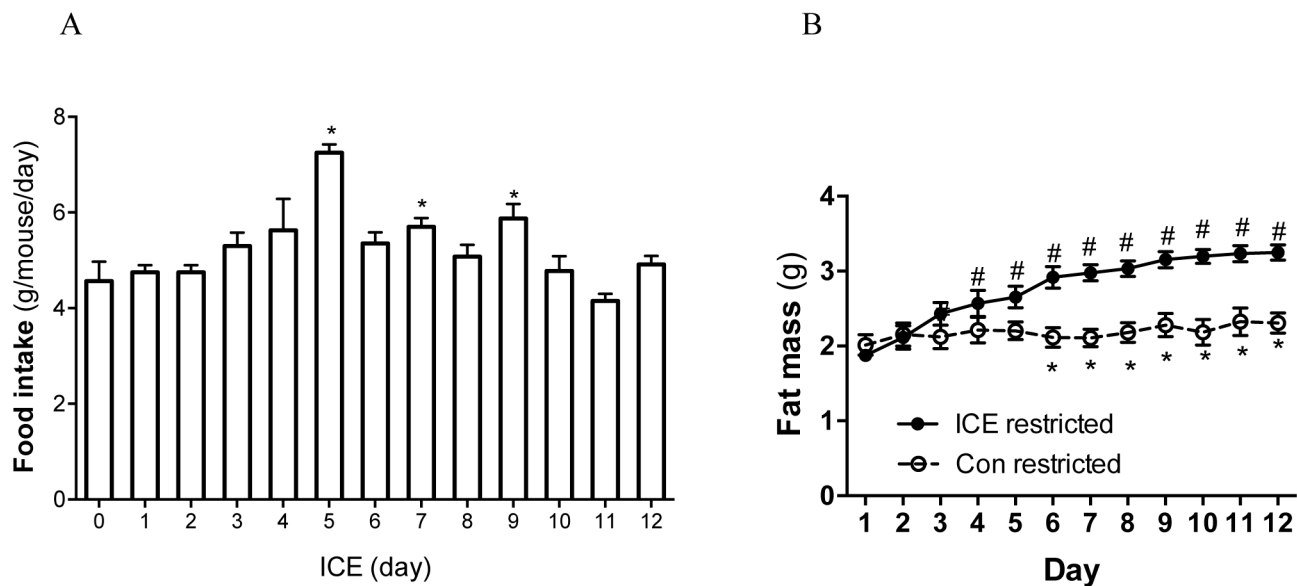 A
Food intake (g/mouse/day)
8
6
4
2
0
*
*
*
0 1 2 3 4 5 6 7 8 9 10 11 12
ICE (day)
B
Fat mass (g)
4
3
2
1
0
# # # # # # # # #
* * * * * * *
ICE restricted
Con restricted
1 2 3 4 5 6 7 8 9 10 11 12
Day